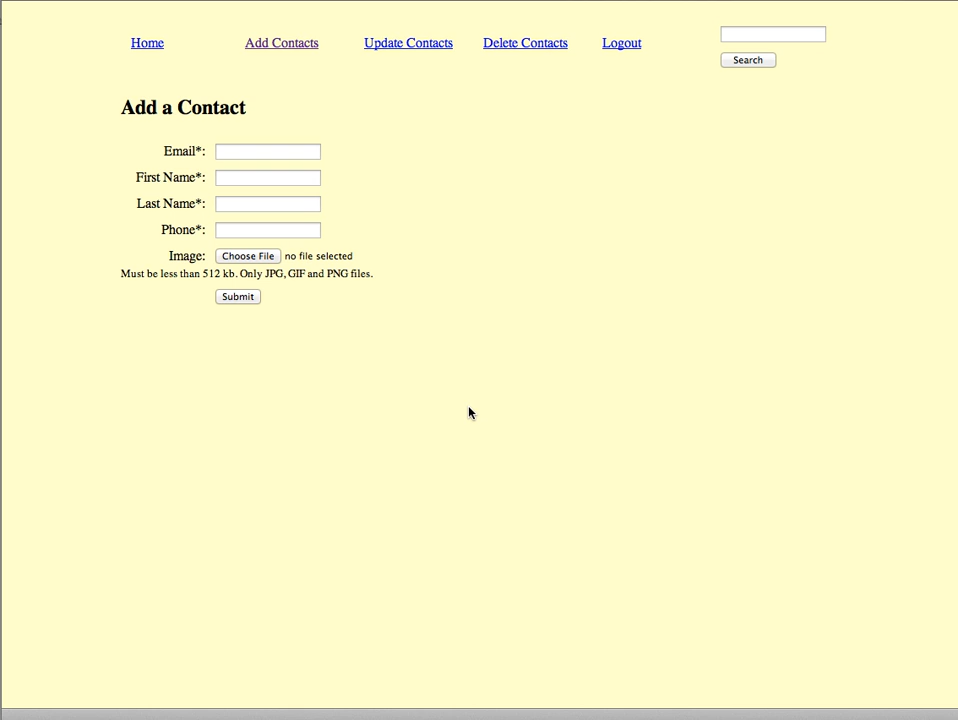 Home Add Contacts Update Contacts Delete Contacts Logout
Search
Add a Contact
Email*:
First Name*:
Last Name*:
Phone*:
Image: Choose File no file selected
Must be less than 512 kb. Only JPG, GIF and PNG files.
Submit